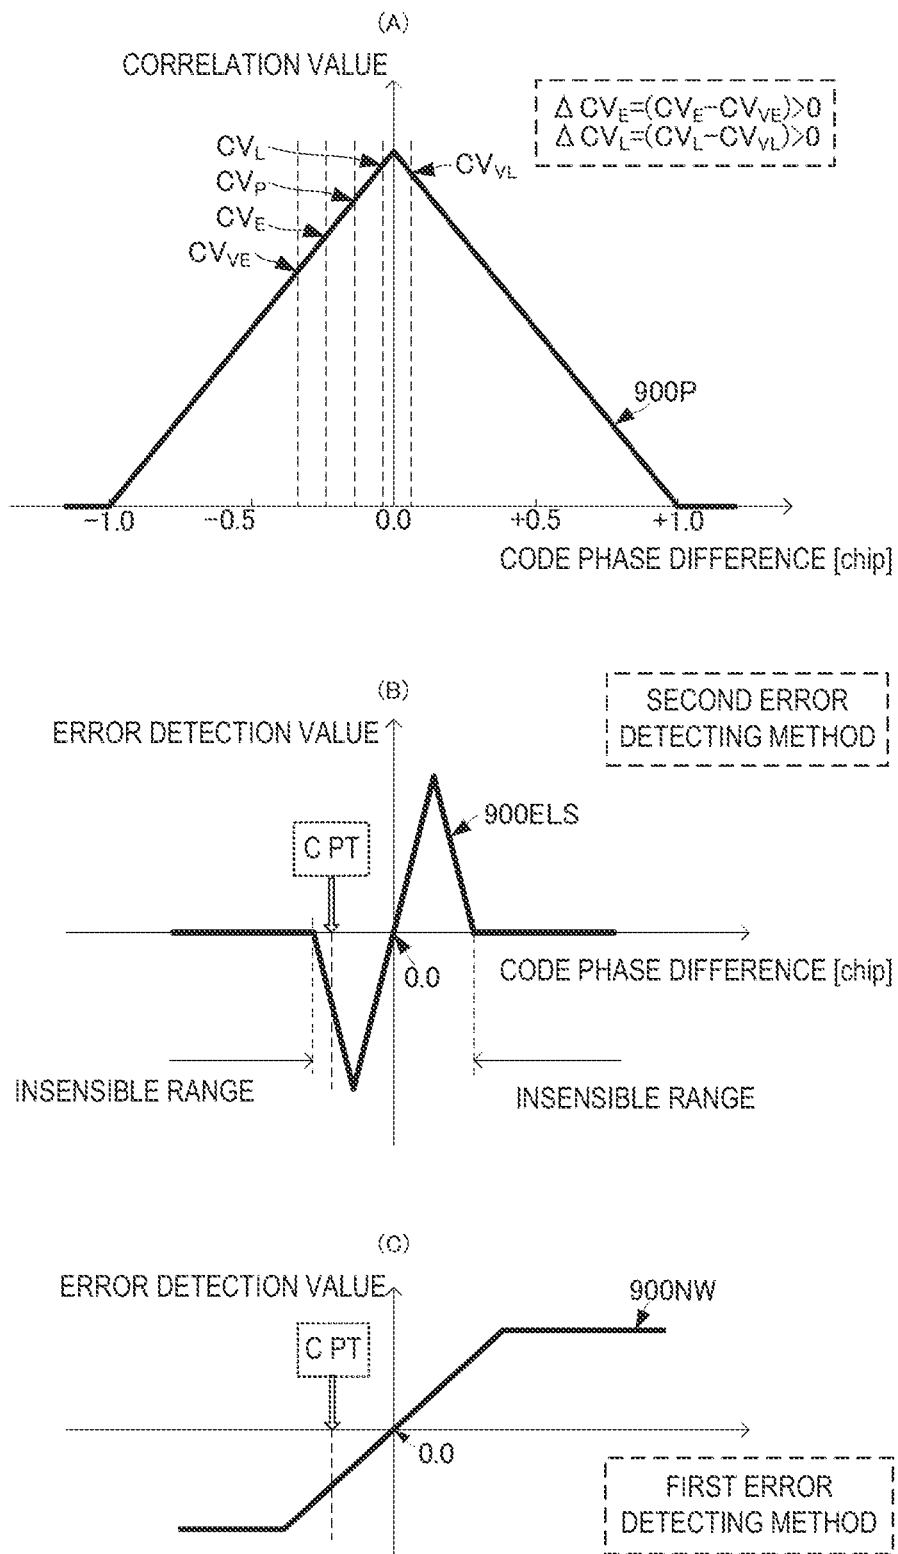 (A)
CORRELATION VALUE
Δ CV_E=(CV_E-CV_VE)>0
Δ CV_L=(CV_L-CV_VL)>0
CV_L
CV_VL
CV_P
CV_E
CV_VE
900P
-1.0
-0.5
0.0
+0.5
+1.0
CODE PHASE DIFFERENCE [chip]
(B)
SECOND ERROR
DETECTING METHOD
ERROR DETECTION VALUE
900ELS
C PT
0.0
CODE PHASE DIFFERENCE [chip]
INSENSIBLE RANGE
INSENSIBLE RANGE
(C)
ERROR DETECTION VALUE
900NW
C PT
0.0
FIRST ERROR
DETECTING METHOD